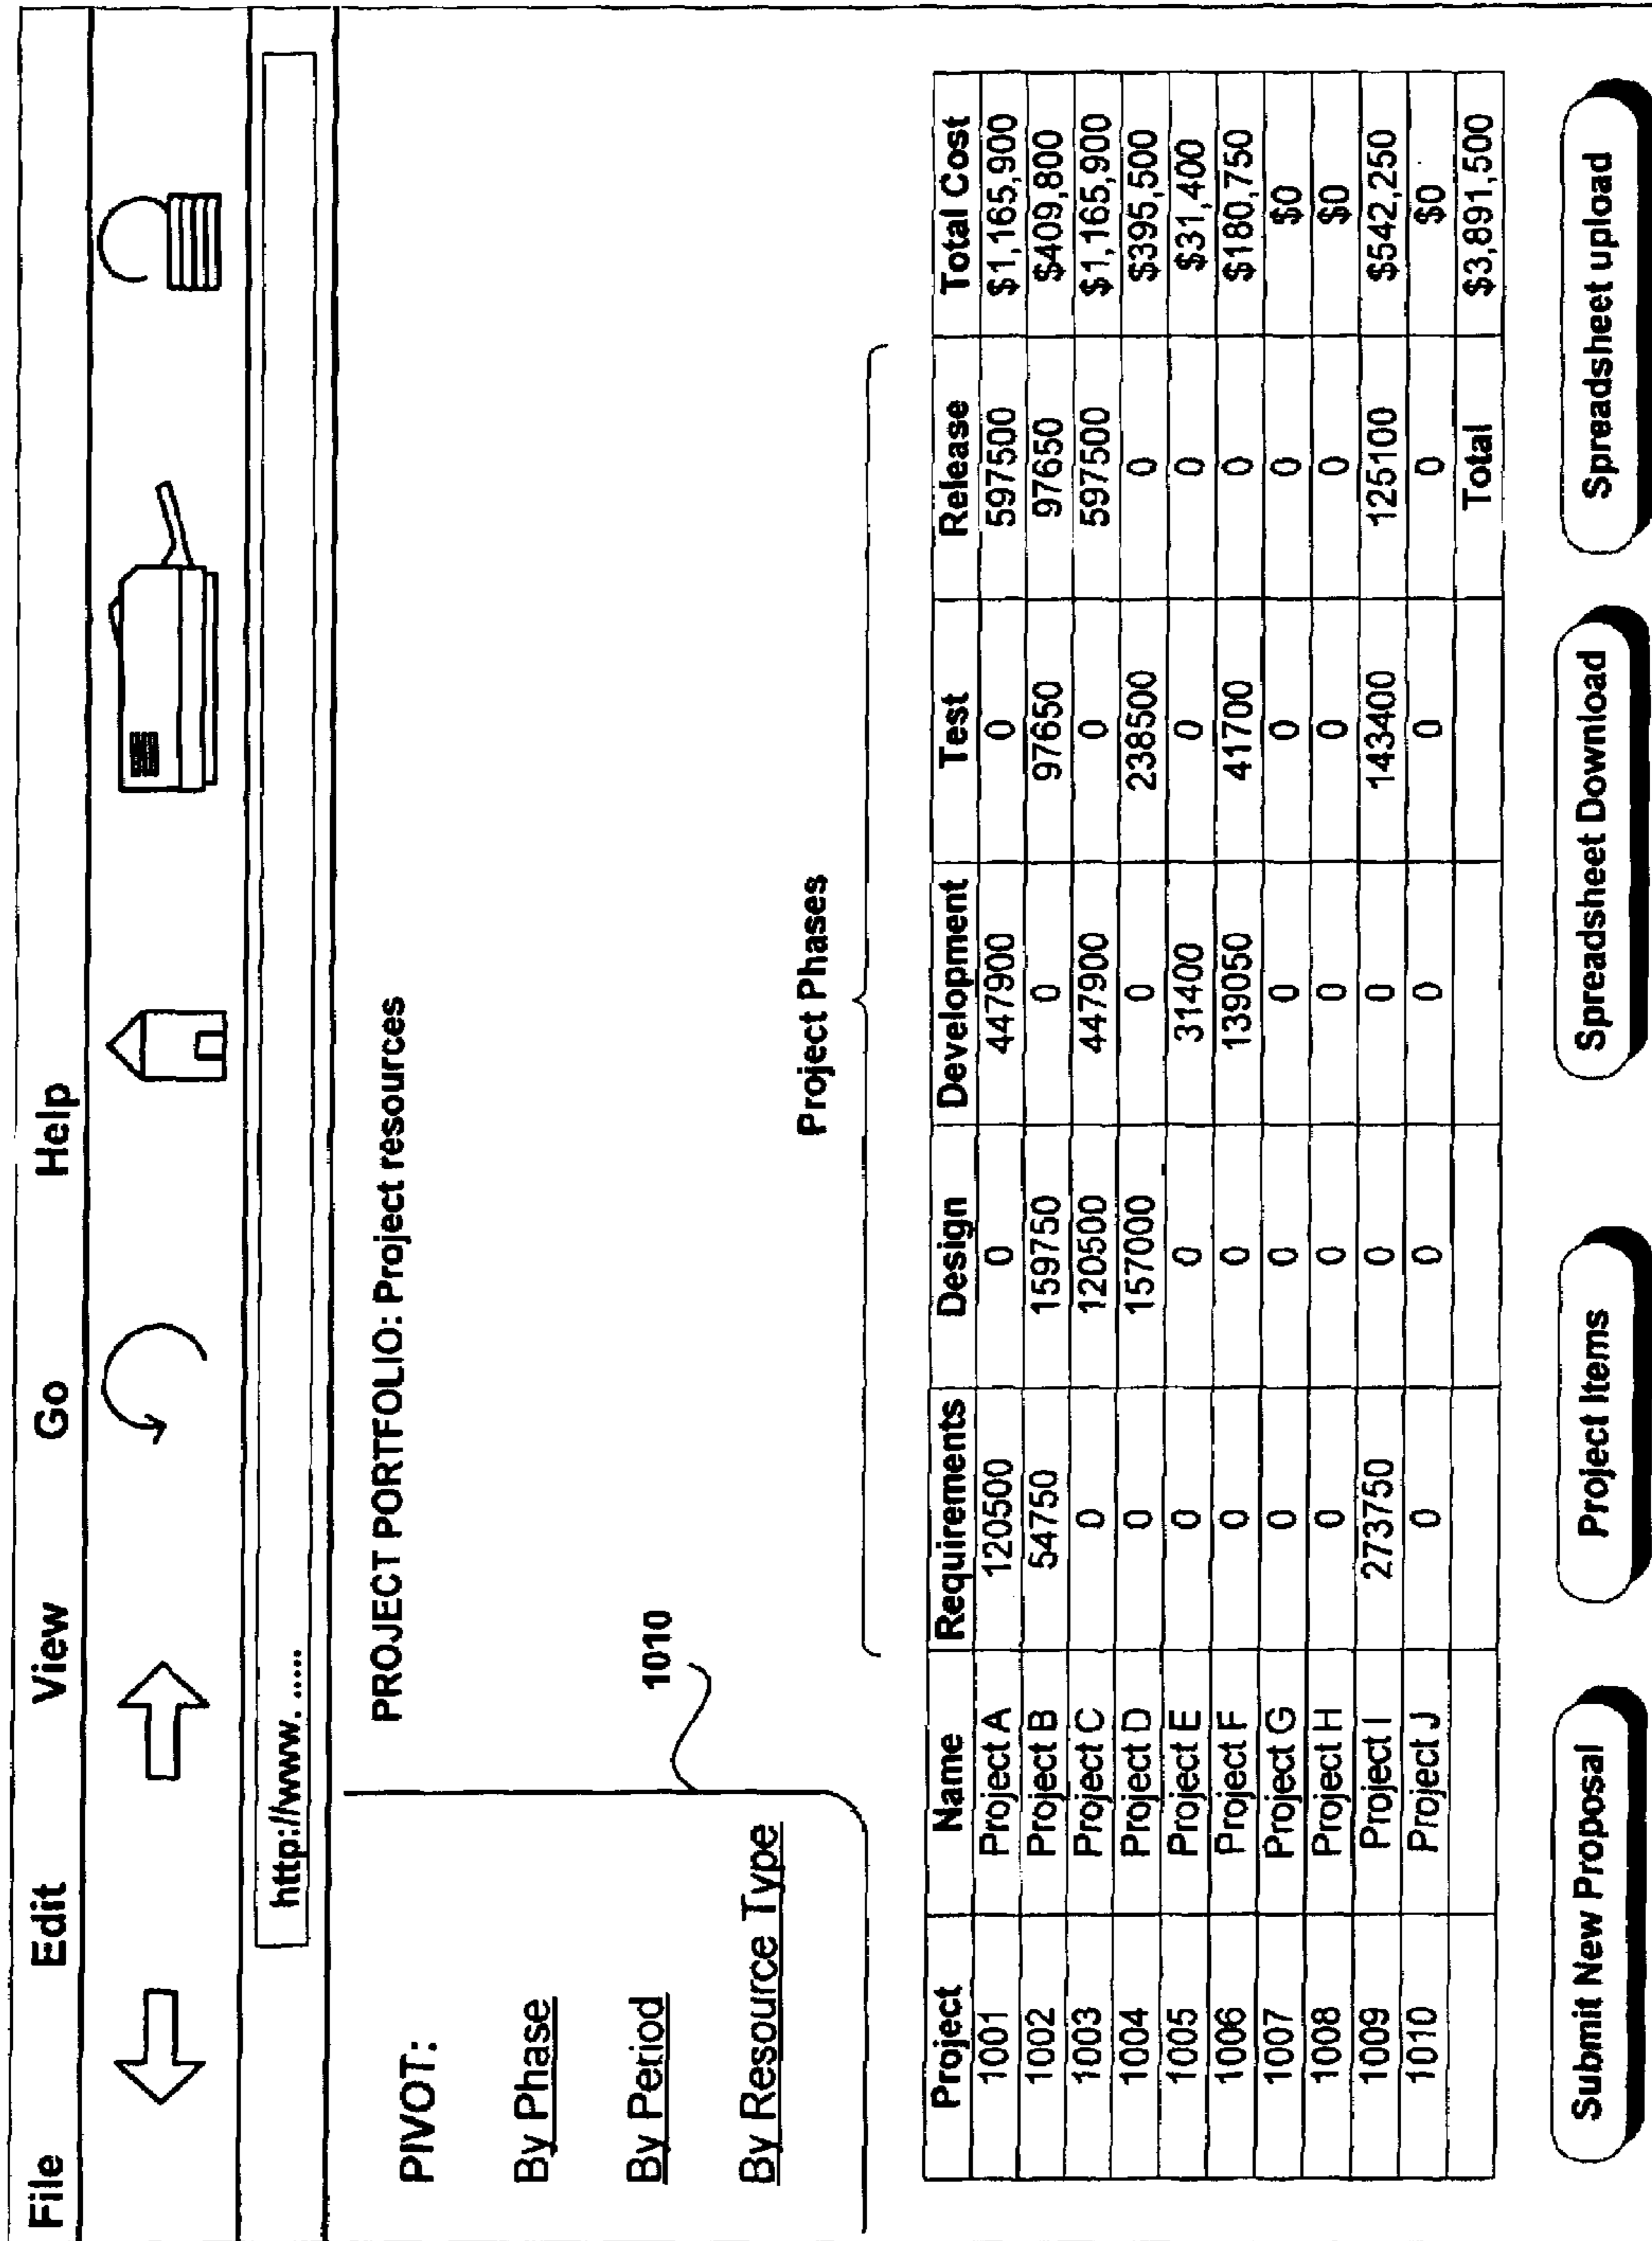 File Edit View Go Help
http://www. .....
PROJECT PORTFOLIO: Project resources
PIVOT:
By Phase
By Period
By Resource Type
1010
Project Phases
Project Name Requirements Design Development Test Release Total Cost
1001 Project A 120500 0 447900 0 597500 $1,165,900
1002 Project B 54750 159750 0 97650 97650 $409,800
1003 Project C 0 120500 447900 0 597500 $1,165,900
1004 Project D 0 157000 0 238500 0 $395,500
1005 Project E 0 0 31400 0 0 $31,400
1006 Project F 0 0 139050 41700 0 $180,750
1007 Project G 0 0 0 0 0 $0
1008 Project H 0 0 0 0 0 $0
1009 Project I 273750 0 0 143400 125100 $542,250
1010 Project J 0 0 0 0 0 $0
Total $3,891,500
Submit New Proposal Project Items Spreadsheet Download Spreadsheet upload